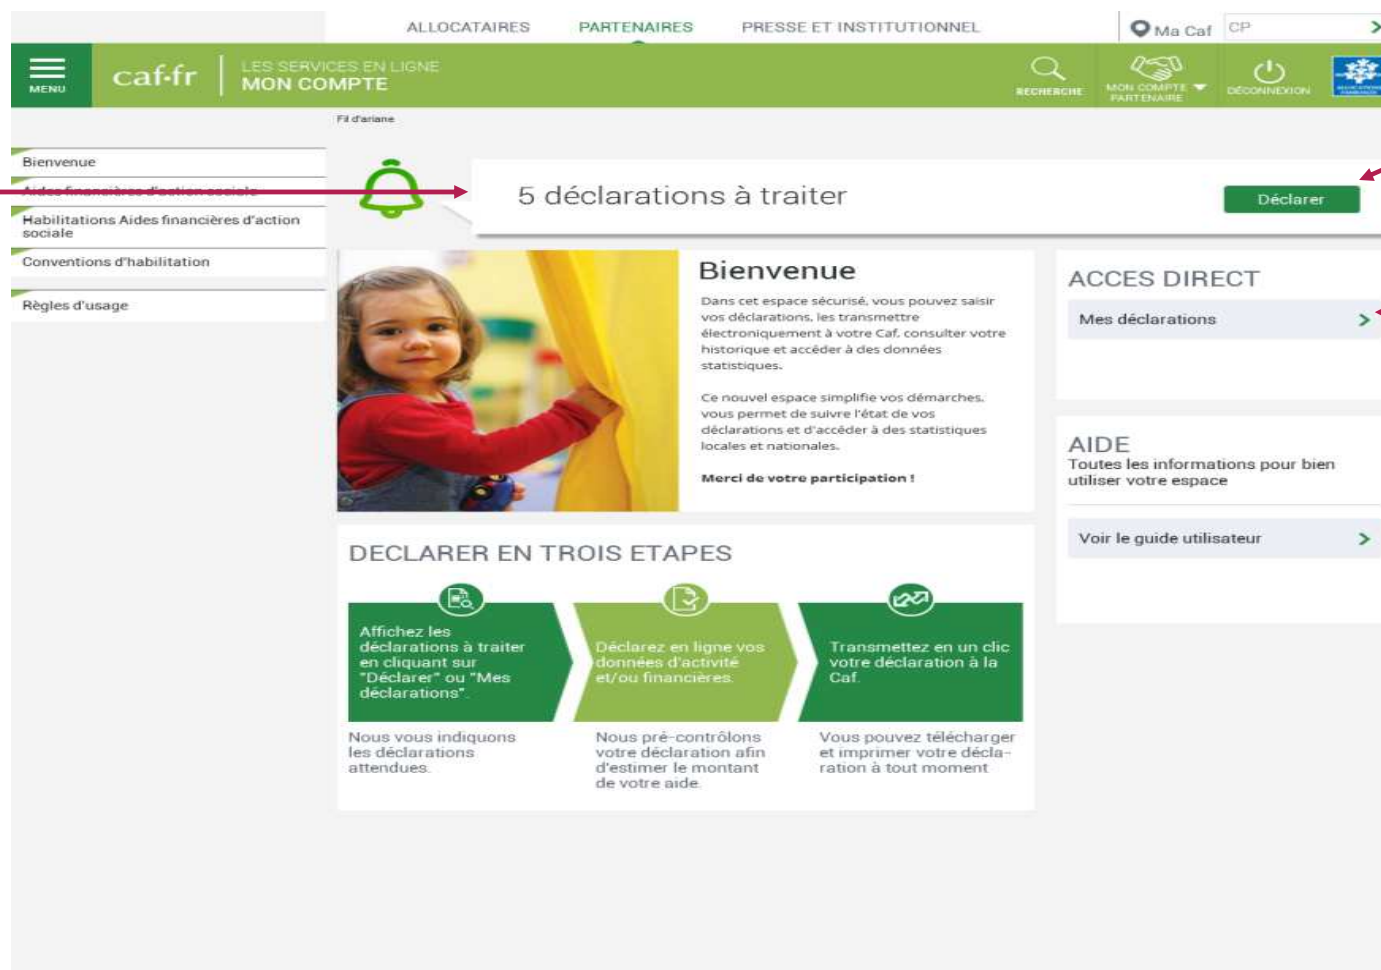 ALLOCATAIRES PARTENAIRES PRESSE ET INSTITUTIONNEL Ma Caf CP
MENU caf·fr LES SERVICES EN LIGNE
MON COMPTE
RECHERCHE MON COMPTE PARTENAIRE DÉCONNEXION
Fil d'ariane
Bienvenue
Aides financières d'action sociale
Habilitations Aides financières d'action
sociale
Conventions d'habilitation
Règles d'usage
5 déclarations à traiter
Déclarer
Bienvenue
Dans cet espace sécurisé, vous pouvez saisir
vos déclarations, les transmettre
électroniquement à votre Caf, consulter votre
historique et accéder à des données
statistiques.
Ce nouvel espace simplifie vos démarches,
vous permet de suivre l'état de vos
déclarations et d'accéder à des statistiques
locales et nationales.
Merci de votre participation !
ACCES DIRECT
Mes déclarations
AIDE
Toutes les informations pour bien
utiliser votre espace
Voir le guide utilisateur
DECLARER EN TROIS ETAPES
Affichez les
déclarations à traiter
en cliquant sur
"Déclarer" ou "Mes
déclarations".
Nous vous indiquons
les déclarations
attendues.
Déclarez en ligne vos
données d'activité
et/ou financières.
Nous pré-contrôlons
votre déclaration afin
d'estimer le montant
de votre aide.
Transmettez en un clic
votre déclaration à la
Caf.
Vous pouvez télécharger
et imprimer votre décla-
ration à tout moment